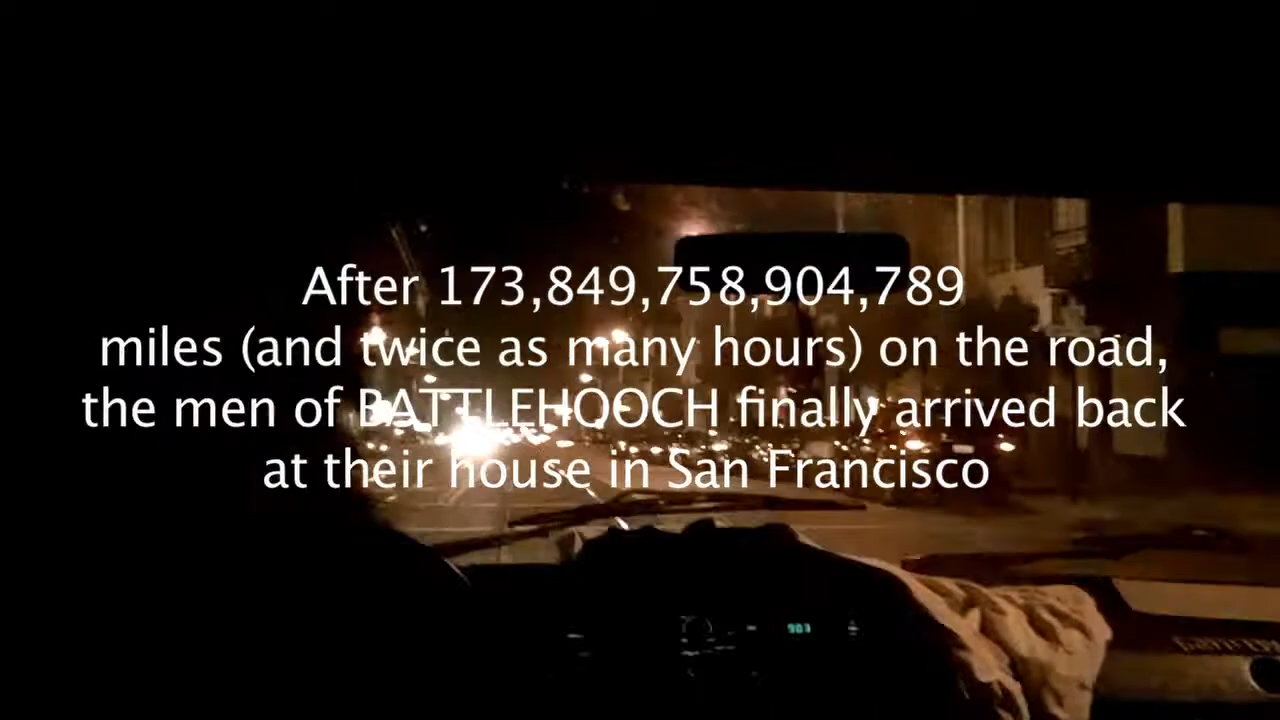 After 173,849,758,904,789
miles (and twice as many hours) on the road,
the men of BATTLEHOOCH finally arrived back
at their house in San Francisco